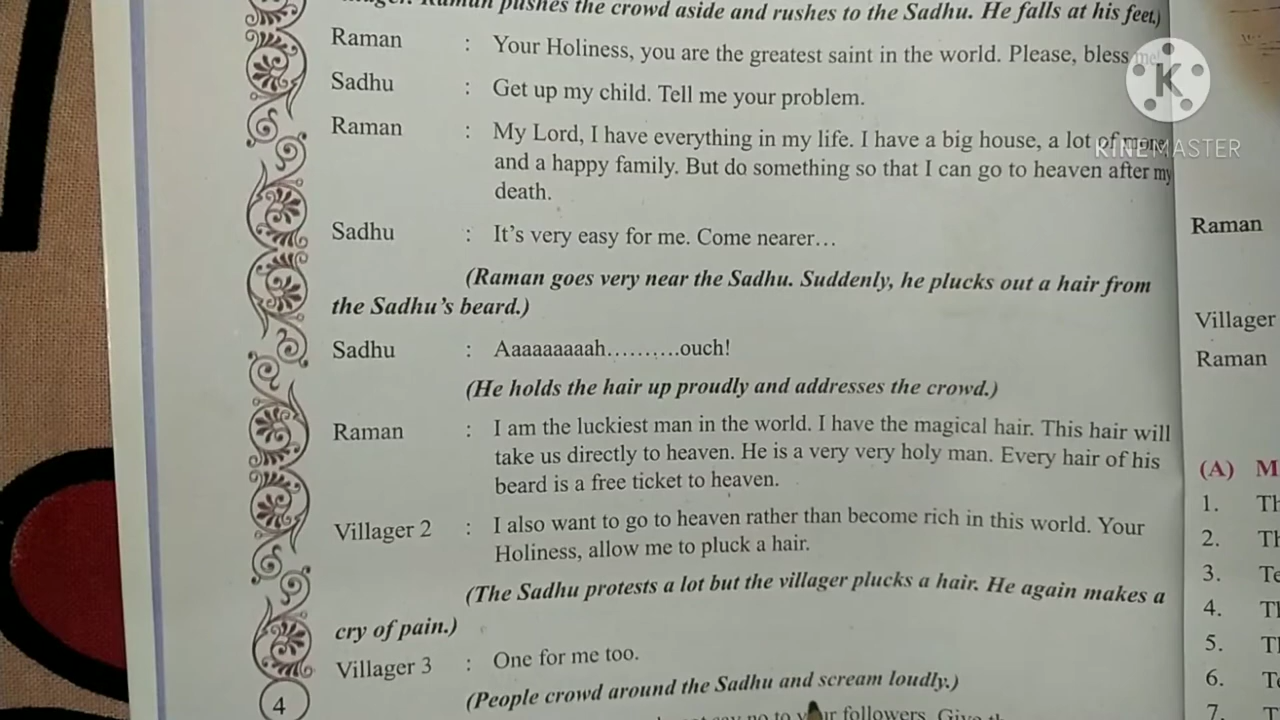 pushes the crowd aside and rushes to the Sadhu. He falls at his feet.)
Raman : Your Holiness, you are the greatest saint in the world. Please, bless me!
Sadhu : Get up my child. Tell me your problem.
Raman : My Lord, I have everything in my life. I have a big house, a lot of
and a happy family. But do something so that I can go to heaven after my
death.
Sadhu : It's very easy for me. Come nearer...
(Raman goes very near the Sadhu. Suddenly, he plucks out a hair from
the Sadhu's beard.)
Sadhu : Aaaaaaaaah..........ouch!
(He holds the hair up proudly and addresses the crowd.)
Raman : I am the luckiest man in the world. I have the magical hair. This hair will
take us directly to heaven. He is a very very holy man. Every hair of his
beard is a free ticket to heaven.
Villager 2 : I also want to go to heaven rather than become rich in this world. Your
Holiness, allow me to pluck a hair.
(The Sadhu protests a lot but the villager plucks a hair. He again makes a
cry of pain.)
Villager 3 : One for me too.
(People crowd around the Sadhu and scream loudly.)
no to your followers. Give
4
Raman
Villager
Raman
(A)
1.
2.
3.
4.
5.
6.
7.
K
KINEMASTER